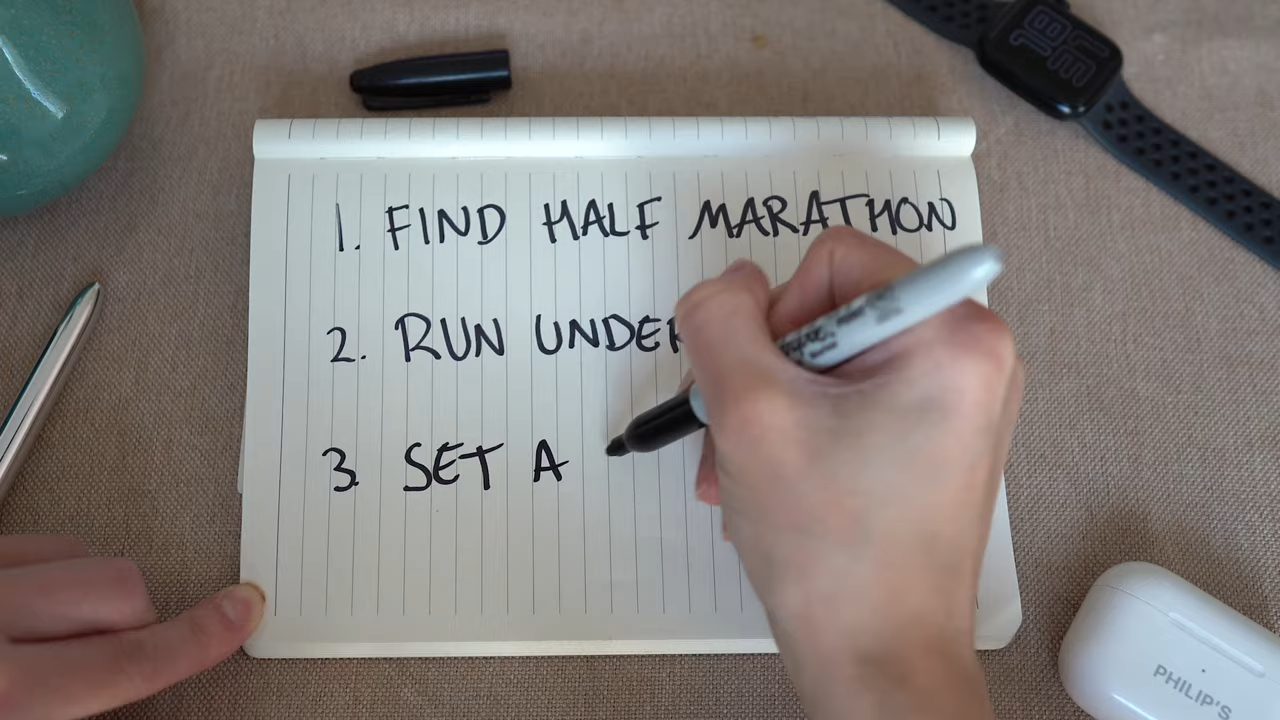 1. FIND HALF MARATHON
2. RUN UNDER
3. SET A
PHILIP'S